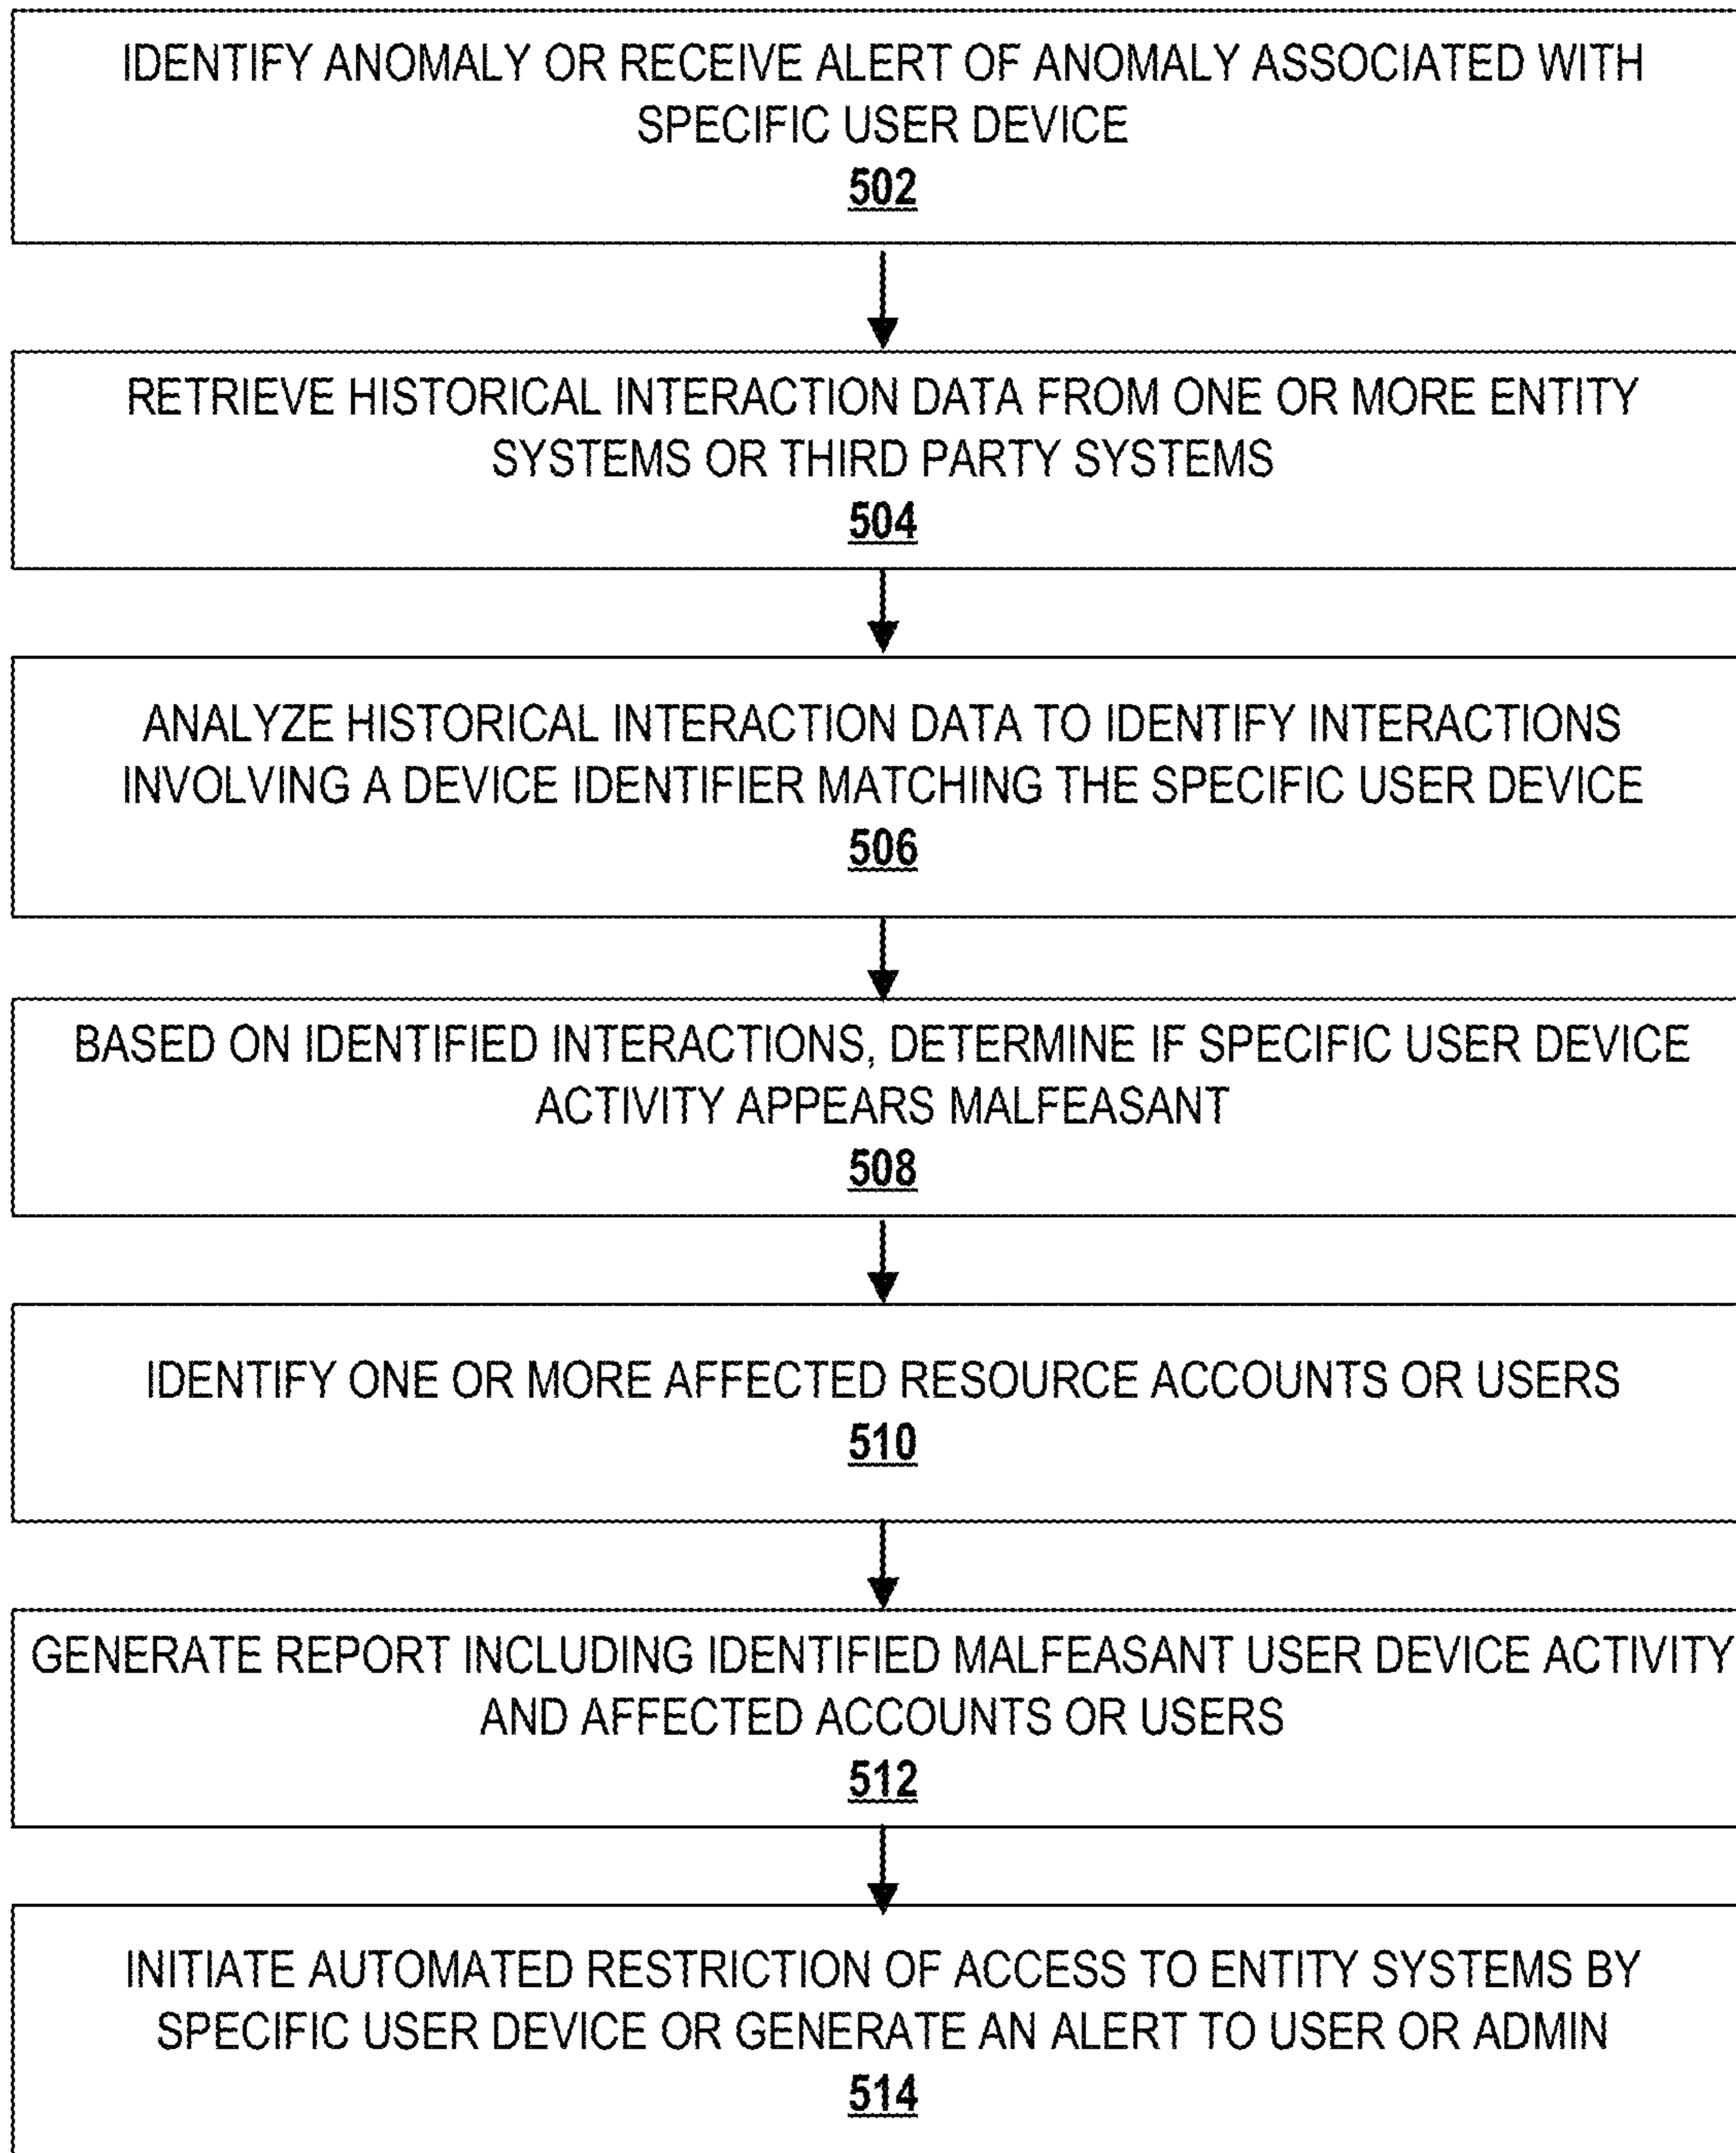 IDENTIFY ANOMALY OR RECEIVE ALERT OF ANOMALY ASSOCIATED WITH
SPECIFIC USER DEVICE
502
RETRIEVE HISTORICAL INTERACTION DATA FROM ONE OR MORE ENTITY
SYSTEMS OR THIRD PARTY SYSTEMS
504
ANALYZE HISTORICAL INTERACTION DATA TO IDENTIFY INTERACTIONS
INVOLVING A DEVICE IDENTIFIER MATCHING THE SPECIFIC USER DEVICE
506
BASED ON IDENTIFIED INTERACTIONS, DETERMINE IF SPECIFIC USER DEVICE
ACTIVITY APPEARS MALFEASANT
508
IDENTIFY ONE OR MORE AFFECTED RESOURCE ACCOUNTS OR USERS
510
GENERATE REPORT INCLUDING IDENTIFIED MALFEASANT USER DEVICE ACTIVITY
AND AFFECTED ACCOUNTS OR USERS
512
INITIATE AUTOMATED RESTRICTION OF ACCESS TO ENTITY SYSTEMS BY
SPECIFIC USER DEVICE OR GENERATE AN ALERT TO USER OR ADMIN
514